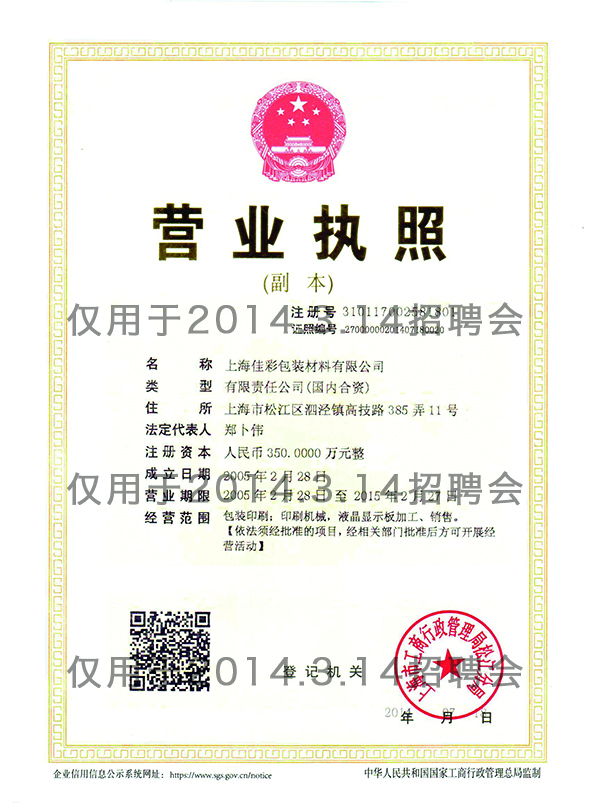 营业执照
(副 本)
注册号 310117002581801
证照编号 27000000201407180020
仅用于2014.3.14招聘会
名 称 上海佳彩包装材料有限公司
类 型 有限责任公司(国内合资)
住 所 上海市松江区泗泾镇高技路 385 弄 11 号
法定代表人 郑卜伟
注册资本 人民币 350.0000 万元整
成立日期 2005 年 2 月 28 日
仅用于2014.3.14招聘会
营业期限 2005 年 2 月 28 日 至 2015 年 2 月 27 日
经营范围 包装印刷；印刷机械，液晶显示板加工、销售。
【依法须经批准的项目，经相关部门批准后方可开展经
营活动】
上海市工商行政管理局松江分局
登记机关
仅用于2014.3.14招聘会
2014 年 07 月 日
企业信用信息公示系统网址： https://www.sgs.gov.cn/notice
中华人民共和国国家工商行政管理总局监制